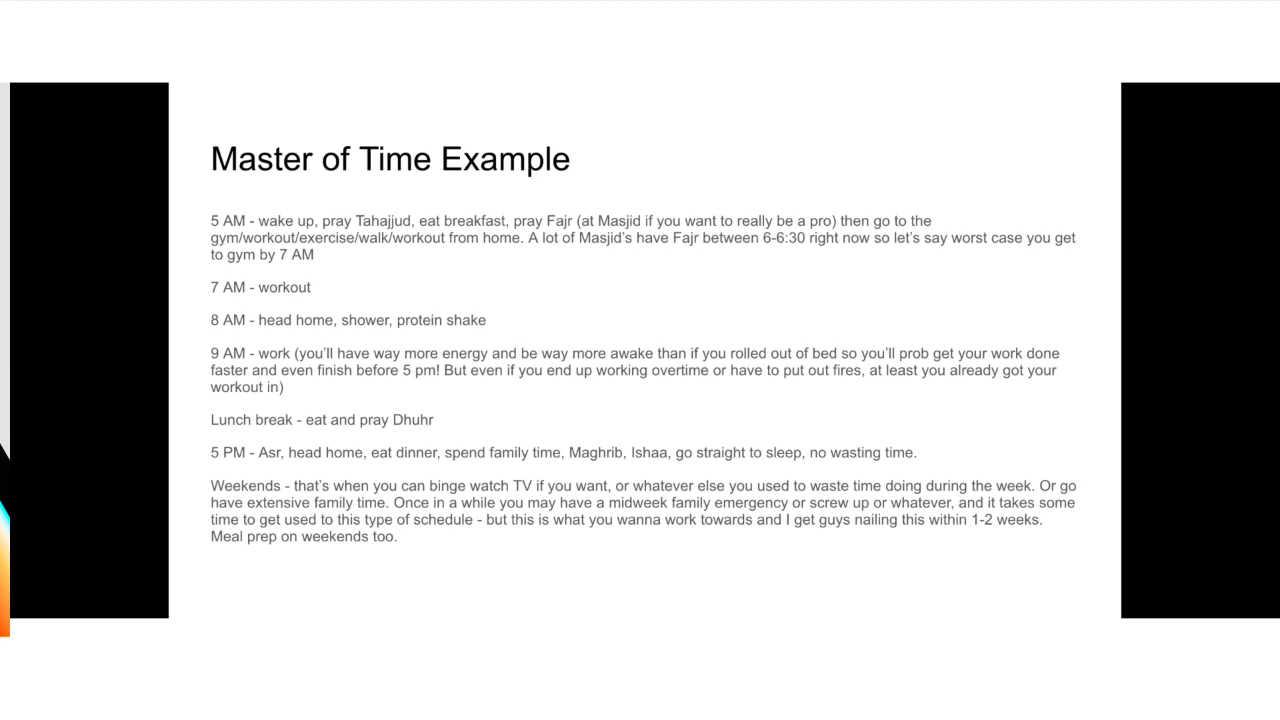 Master of Time Example
5 AM - wake up, pray Tahajjud, eat breakfast, pray Fajr (at Masjid if you want to really be a pro) then go to the
gym/workout/exercise/walk/workout from home. A lot of Masjid's have Fajr between 6-6:30 right now so let's say worst case you get
to gym by 7 AM
7 AM - workout
8 AM - head home, shower, protein shake
9 AM - work (you'll have way more energy and be way more awake than if you rolled out of bed so you'll prob get your work done
faster and even finish before 5 pm! But even if you end up working overtime or have to put out fires, at least you already got your
workout in)
Lunch break - eat and pray Dhuhr
5 PM - Asr, head home, eat dinner, spend family time, Maghrib, Ishaa, go straight to sleep, no wasting time.
Weekends - that's when you can binge watch TV if you want, or whatever else you used to waste time doing during the week. Or go
have extensive family time. Once in a while you may have a midweek family emergency or screw up or whatever, and it takes some
time to get used to this type of schedule - but this is what you wanna work towards and I get guys nailing this within 1-2 weeks.
Meal prep on weekends too.